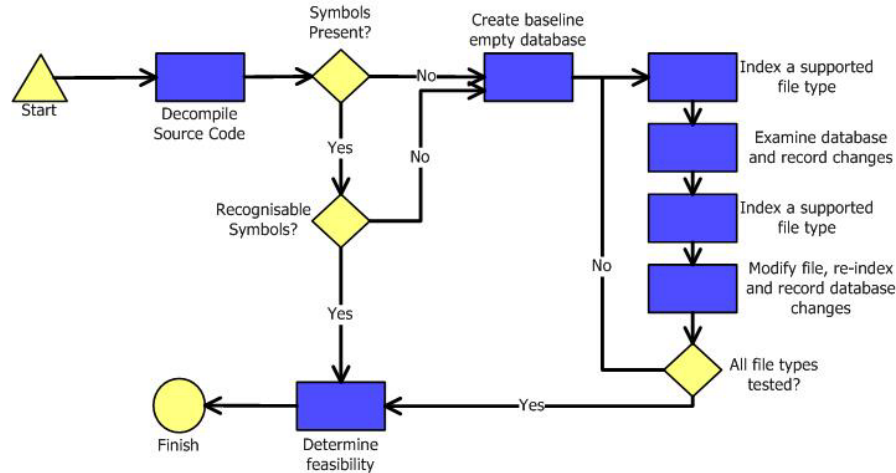 Symbols
Present?
Create baseline
empty database
Start
Decompile
Source Code
No
Index a supported
file type
Yes
No
Examine database
and record changes
Recognisable
Symbols?
Index a supported
file type
No
Modify file, re-index
and record database
changes
Yes
All file types
tested?
Yes
Finish
Determine
feasibility